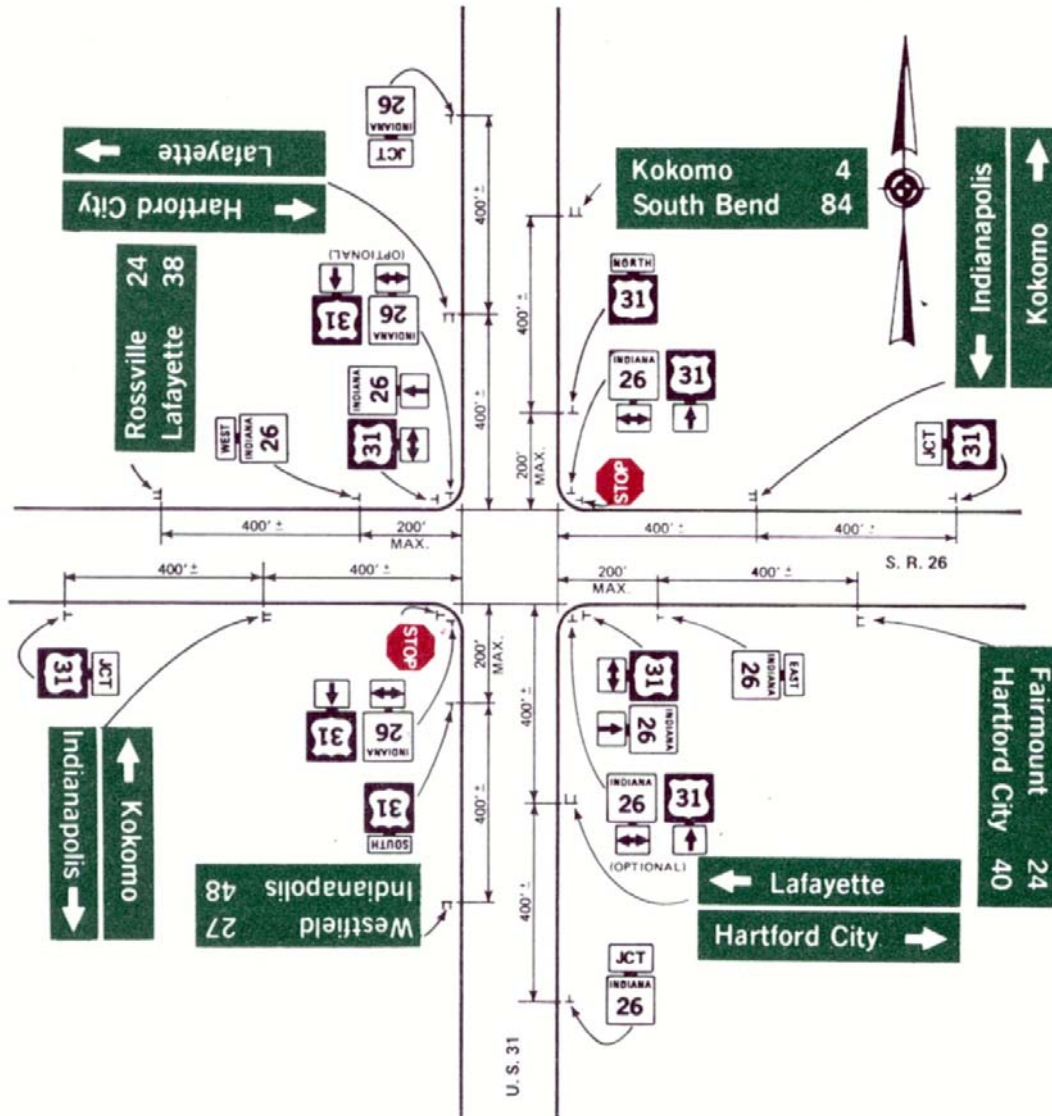 26
INDIANA
JCT
Lafayette
Hartford City
Rossville 24
Lafayette 38
(OPTIONAL)
31
26
INDIANA
INDIANA
26
31
WEST
INDIANA
26
400' ±
400' ±
400' ±
200'
MAX.
Kokomo 4
South Bend 84
NORTH
31
INDIANA
26
31
STOP
400' ±
200'
MAX.
Indianapolis
Kokomo
JCT
31
400' ±
400' ±
S. R. 26
400' ±
400' ±
JCT
31
Kokomo
Indianapolis
STOP
31
26
INDIANA
31
SOUTH
Westfield 27
Indianapolis 48
200'
MAX.
400' ±
200'
MAX.
400' ±
31
INDIANA
26
EAST
INDIANA
26
Fairmount 24
Hartford City 40
INDIANA
26
31
(OPTIONAL)
400' ±
400' ±
Lafayette
Hartford City
JCT
INDIANA
26
U. S. 31